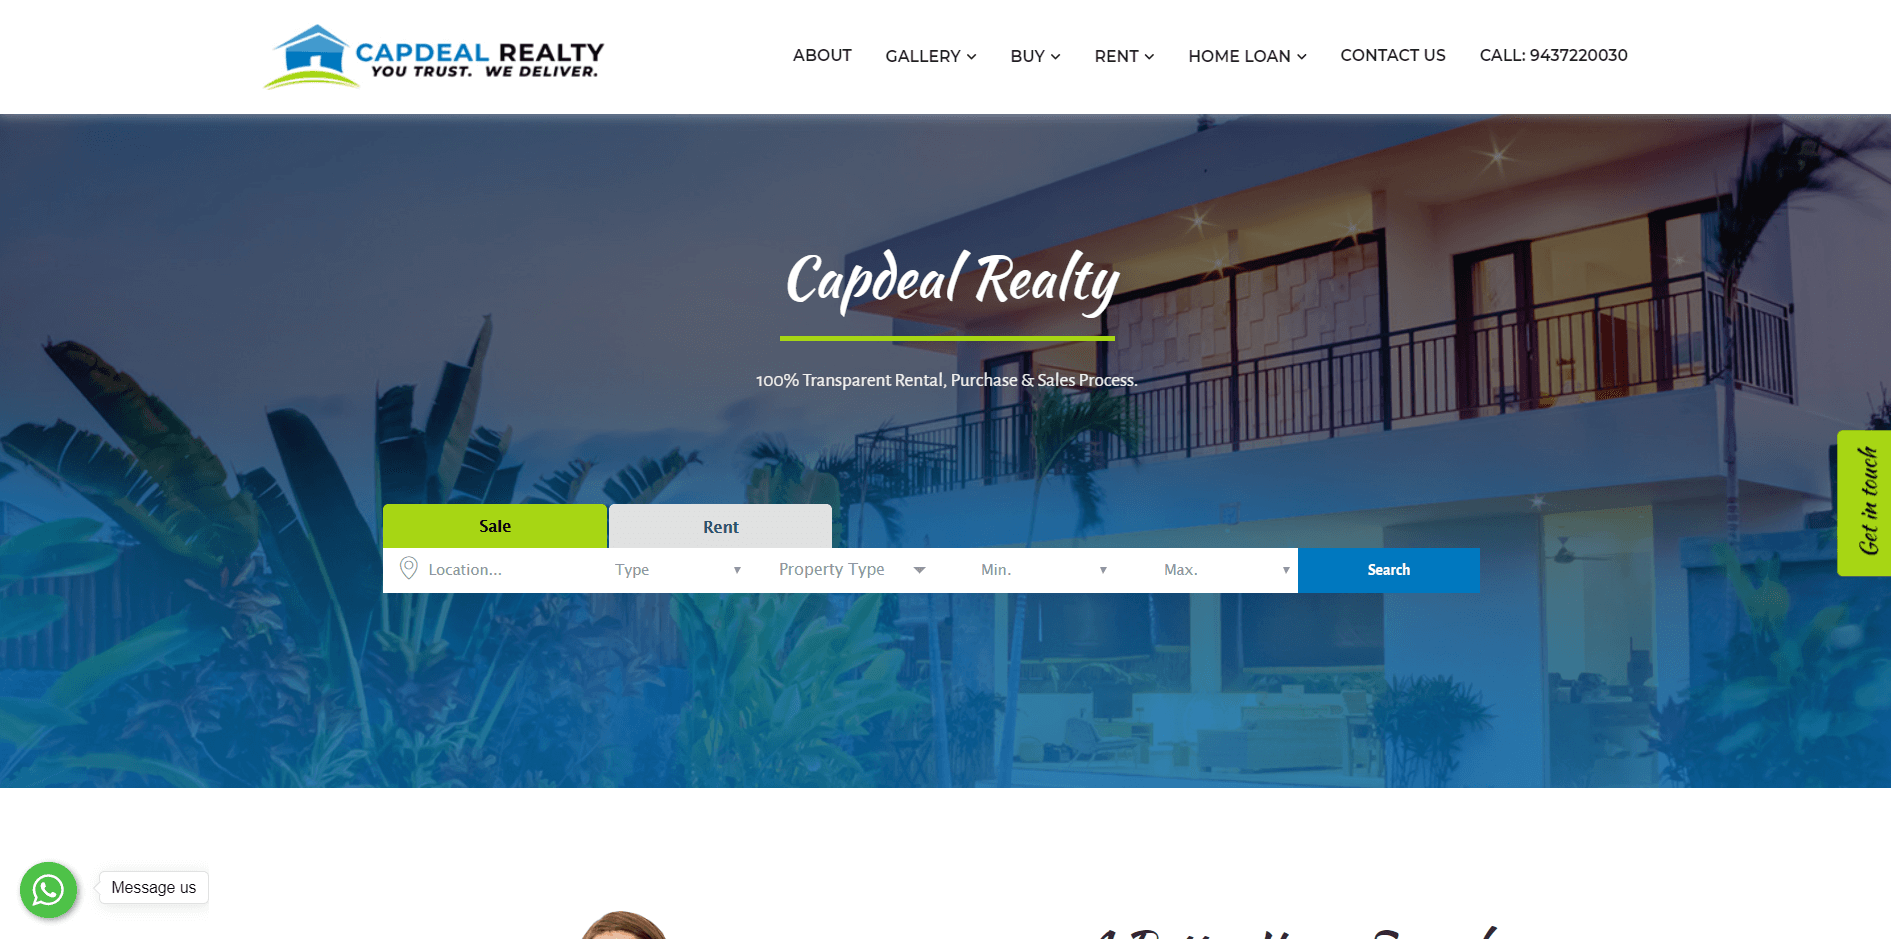 CAPDEAL REALTY
YOU TRUST. WE DELIVER.
ABOUT GALLERY BUY RENT HOME LOAN CONTACT US CALL: 9437220030
Capdeal Realty
100% Transparent Rental, Purchase & Sales Process.
Get in touch
Sale Rent
Location... Type Property Type Min. Max. Search
Message us